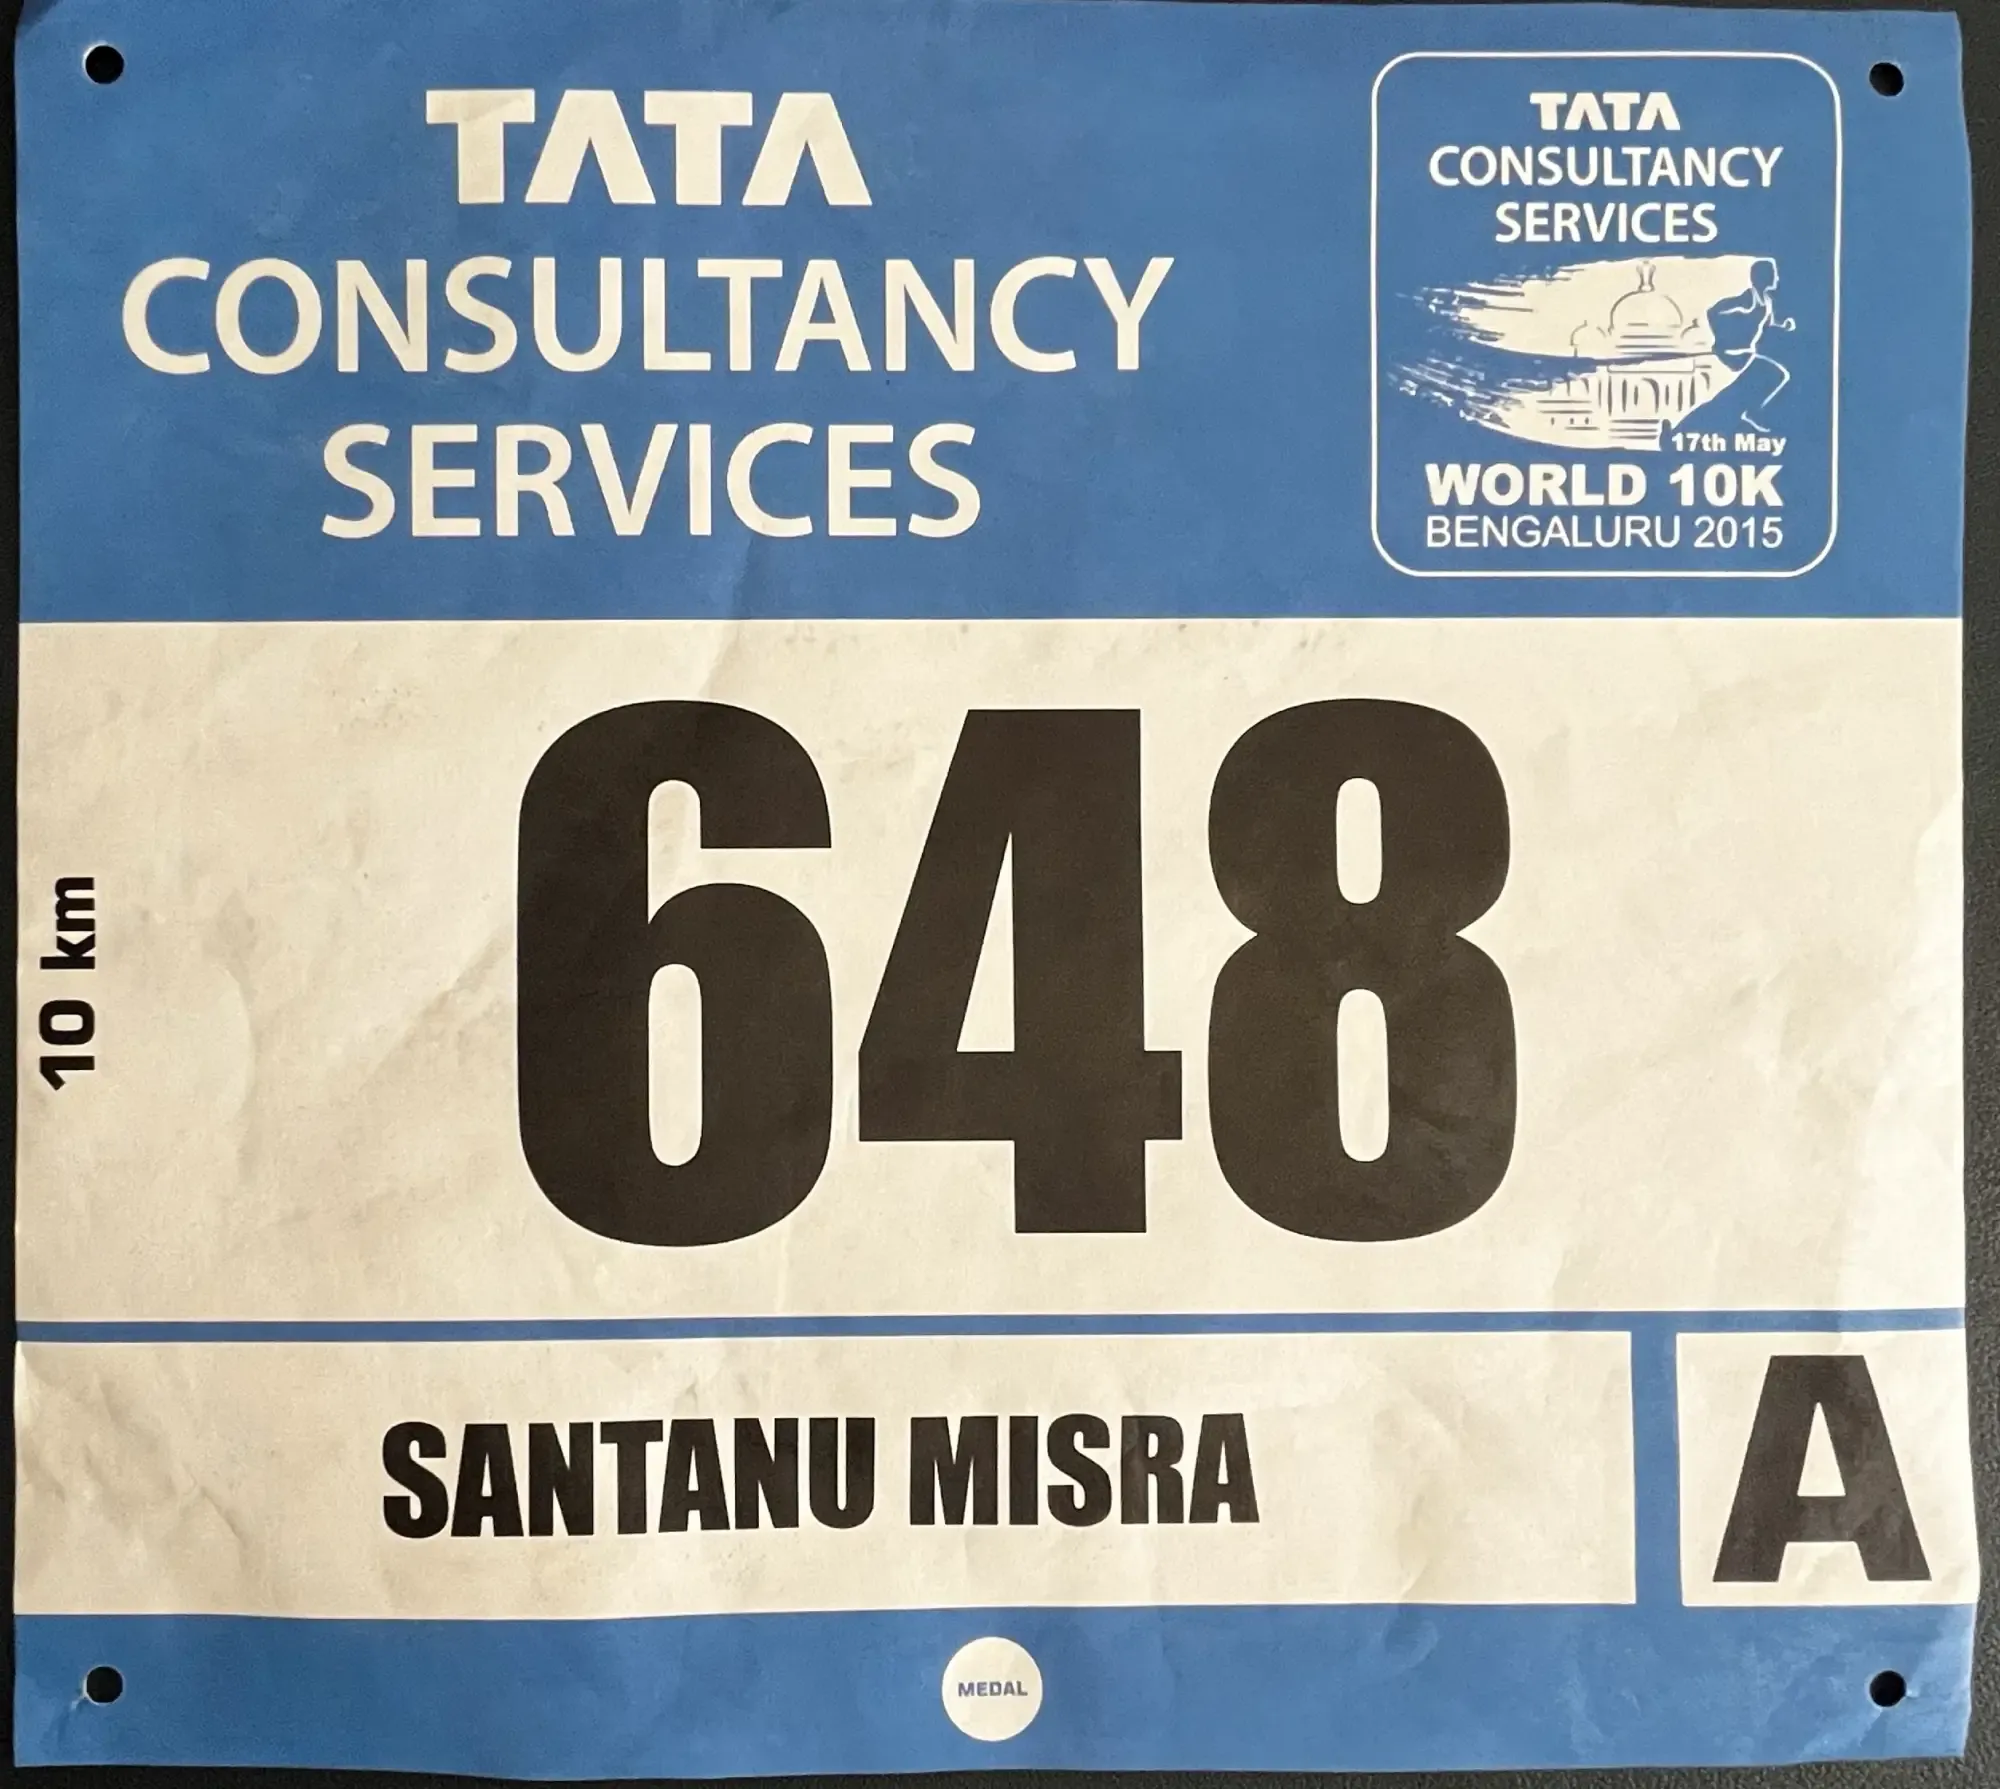 TATA
CONSULTANCY
SERVICES
TATA
CONSULTANCY
SERVICES
17th May
WORLD 10K
BENGALURU 2015
10 km
648
SANTANU MISRA
A
MEDAL